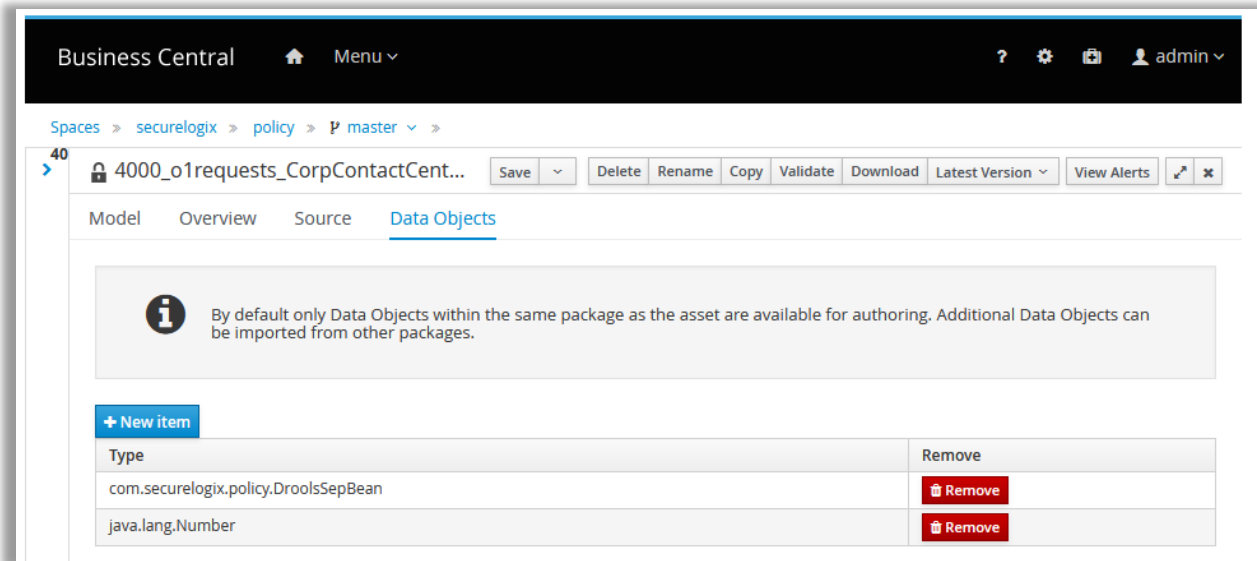 Business Central Menu ? admin
Spaces » securelogix » policy » master »
40
4000_o1requests_CorpContactCent... Save Delete Rename Copy Validate Download Latest Version View Alerts
Model Overview Source Data Objects
By default only Data Objects within the same package as the asset are available for authoring. Additional Data Objects can
be imported from other packages.
+ New item
Type Remove
com.securelogix.policy.DroolsSepBean Remove
java.lang.Number Remove